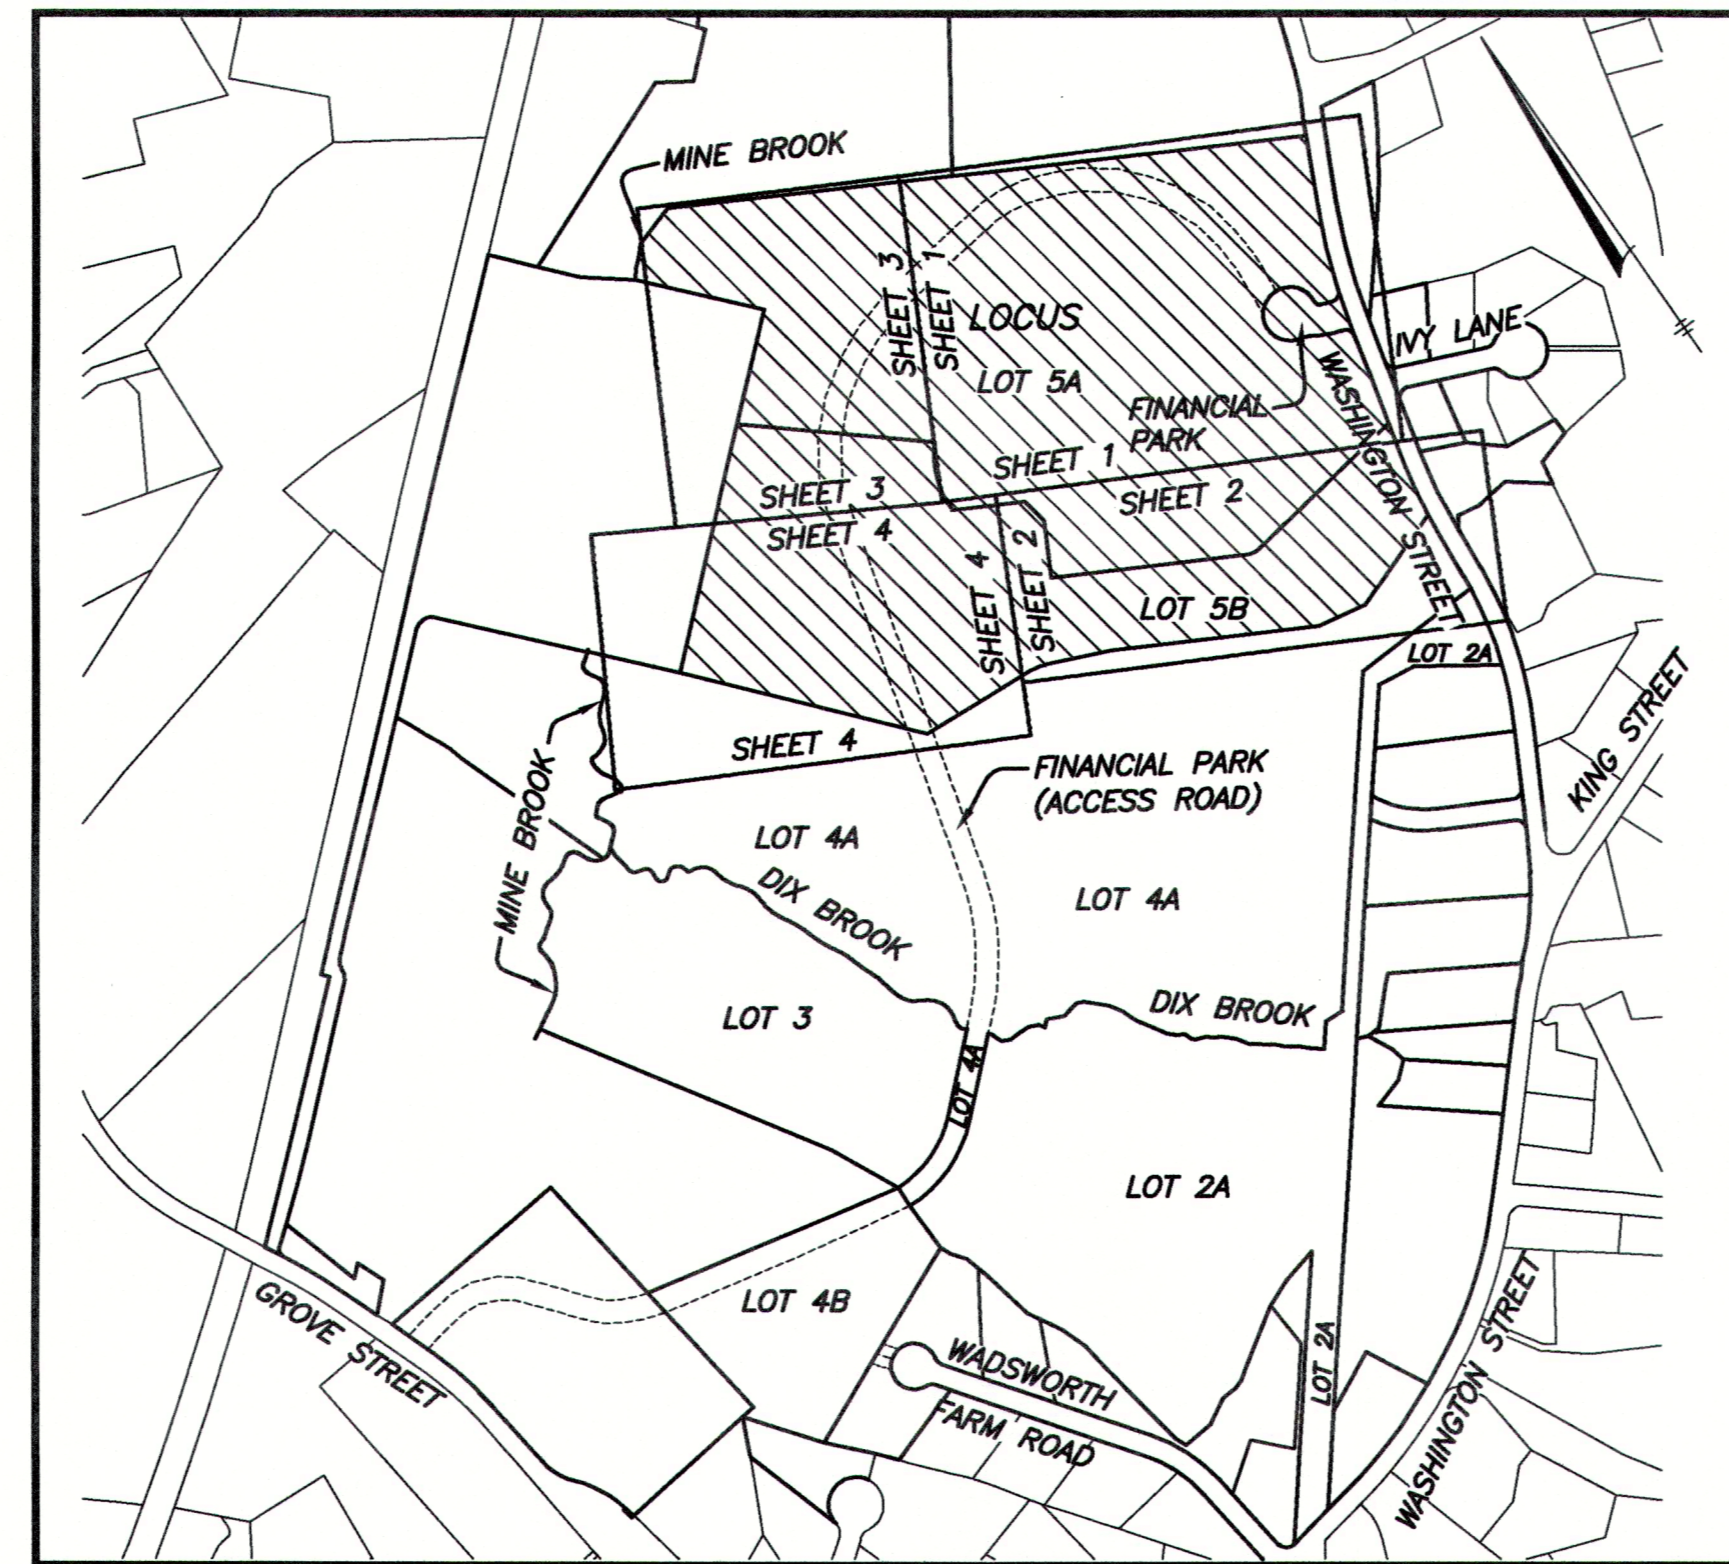 MINE BROOK
SHEET 3
SHEET 1
LOCUS
LOT 5A
IVY LANE
WASHINGTON STREET
FINANCIAL
PARK
SHEET 1
SHEET 3
SHEET 2
SHEET 4
SHEET 4
SHEET 2
LOT 5B
LOT 2A
KING STREET
SHEET 4
MINE BROOK
FINANCIAL PARK
(ACCESS ROAD)
LOT 4A
DIX BROOK
LOT 4A
LOT 3
DIX BROOK
LOT 4A
LOT 2A
GROVE STREET
LOT 4B
WADSWORTH
FARM ROAD
LOT 2A
WASHINGTON STREET